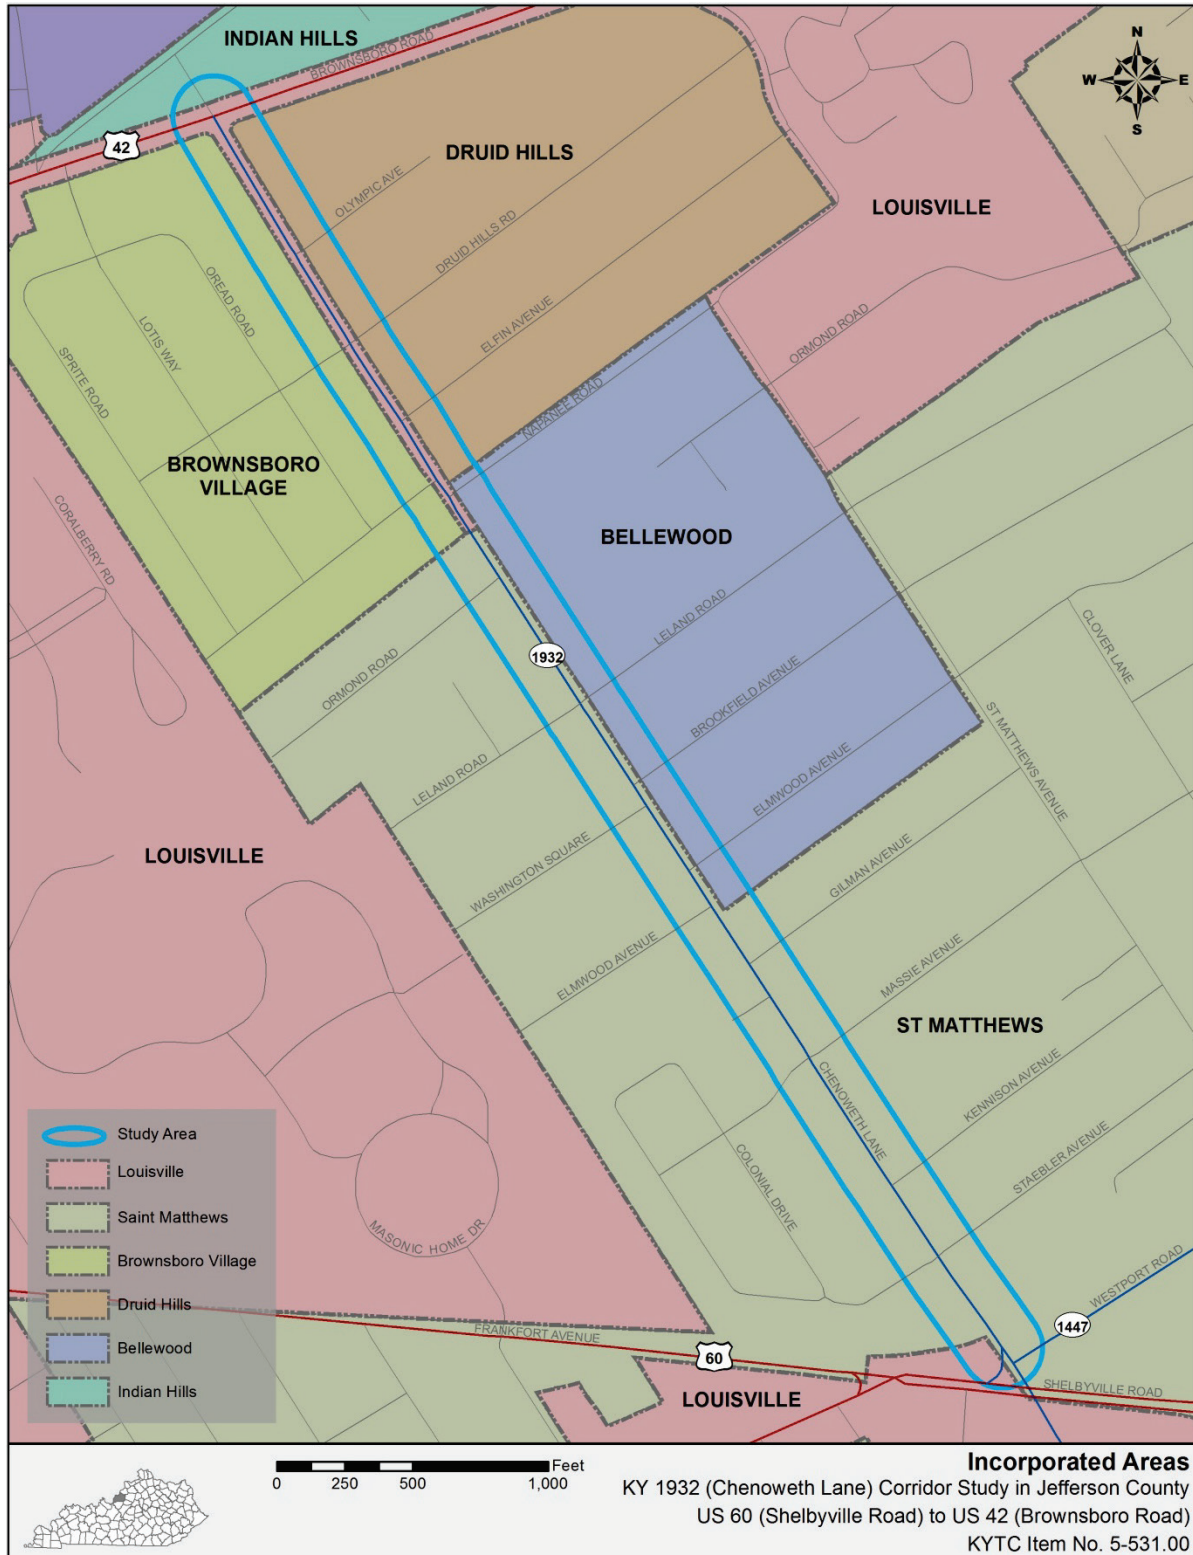 INDIAN HILLS
BROWNSBORO ROAD
N
W
E
S
42
DRUID HILLS
OLYMPIC AVE
LOUISVILLE
DRUID HILLS RD
OREAD ROAD
LOTIS WAY
ELFIN AVENUE
ORMOND ROAD
SPRITE ROAD
NAPANEE ROAD
BROWNSBORO
VILLAGE
CORALBERRY RD
BELLEWOOD
LELAND ROAD
CLOVER LANE
1932
ORMOND ROAD
BROOKFIELD AVENUE
ST MATTHEWS AVENUE
LELAND ROAD
ELMWOOD AVENUE
LOUISVILLE
WASHINGTON SQUARE
GILMAN AVENUE
ELMWOOD AVENUE
MASSIE AVENUE
ST MATTHEWS
CHENOWETH LANE
KENNISON AVENUE
COLONIAL DRIVE
STAEBLER AVENUE
MASONIC HOME DR
WESTPORT ROAD
1447
FRANKFORT AVENUE
60
SHELBYVILLE ROAD
LOUISVILLE
Study Area
Louisville
Saint Matthews
Brownsboro Village
Druid Hills
Bellewood
Indian Hills
Feet
0 250 500 1,000
Incorporated Areas
KY 1932 (Chenoweth Lane) Corridor Study in Jefferson County
US 60 (Shelbyville Road) to US 42 (Brownsboro Road)
KYTC Item No. 5-531.00